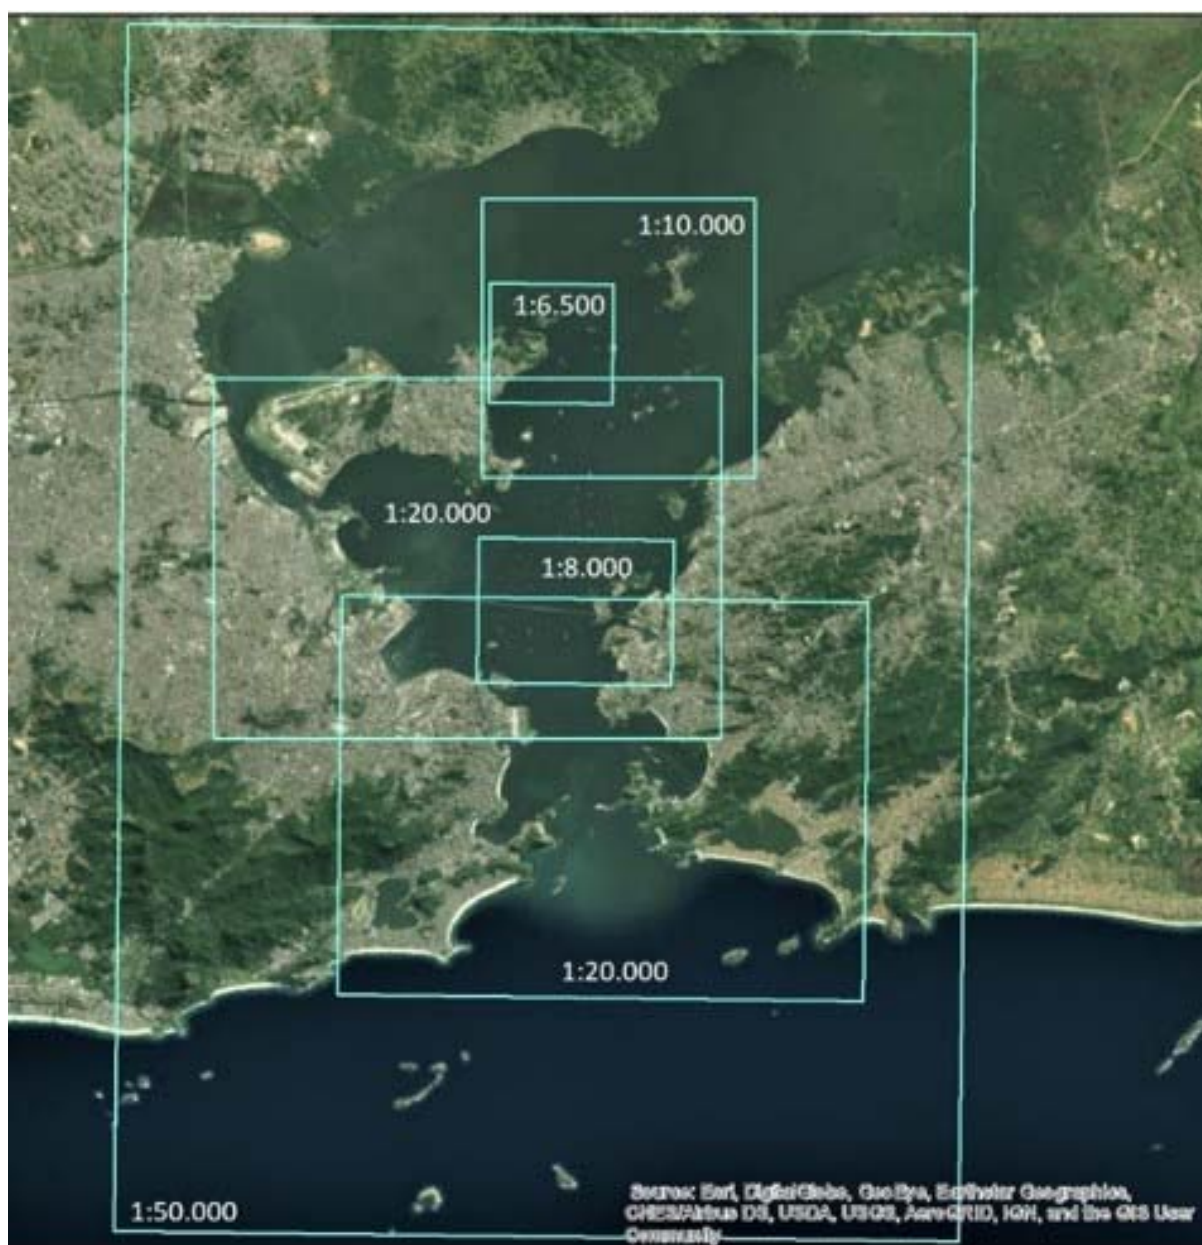 1:10.000
1:6.500
1:20.000
1:8.000
1:20.000
1:50.000
Source: Esri, DigitalGlobe, GeoEye, Earthstar Geographics,
CNES/Airbus DS, USDA, USGS, AeroGRID, IGN, and the GIS User
Community